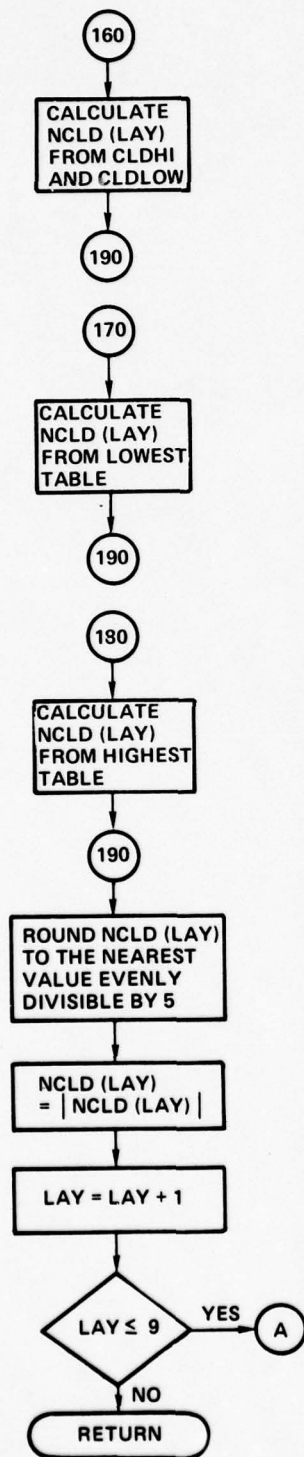 160
CALCULATE
NCLD (LAY)
FROM CLDHI
AND CLDLOW
190
170
CALCULATE
NCLD (LAY)
FROM LOWEST
TABLE
190
180
CALCULATE
NCLD (LAY)
FROM HIGHEST
TABLE
190
ROUND NCLD (LAY)
TO THE NEAREST
VALUE EVENLY
DIVISIBLE BY 5
NCLD (LAY)
= | NCLD (LAY) |
LAY = LAY + 1
LAY ≤ 9
YES
A
NO
RETURN